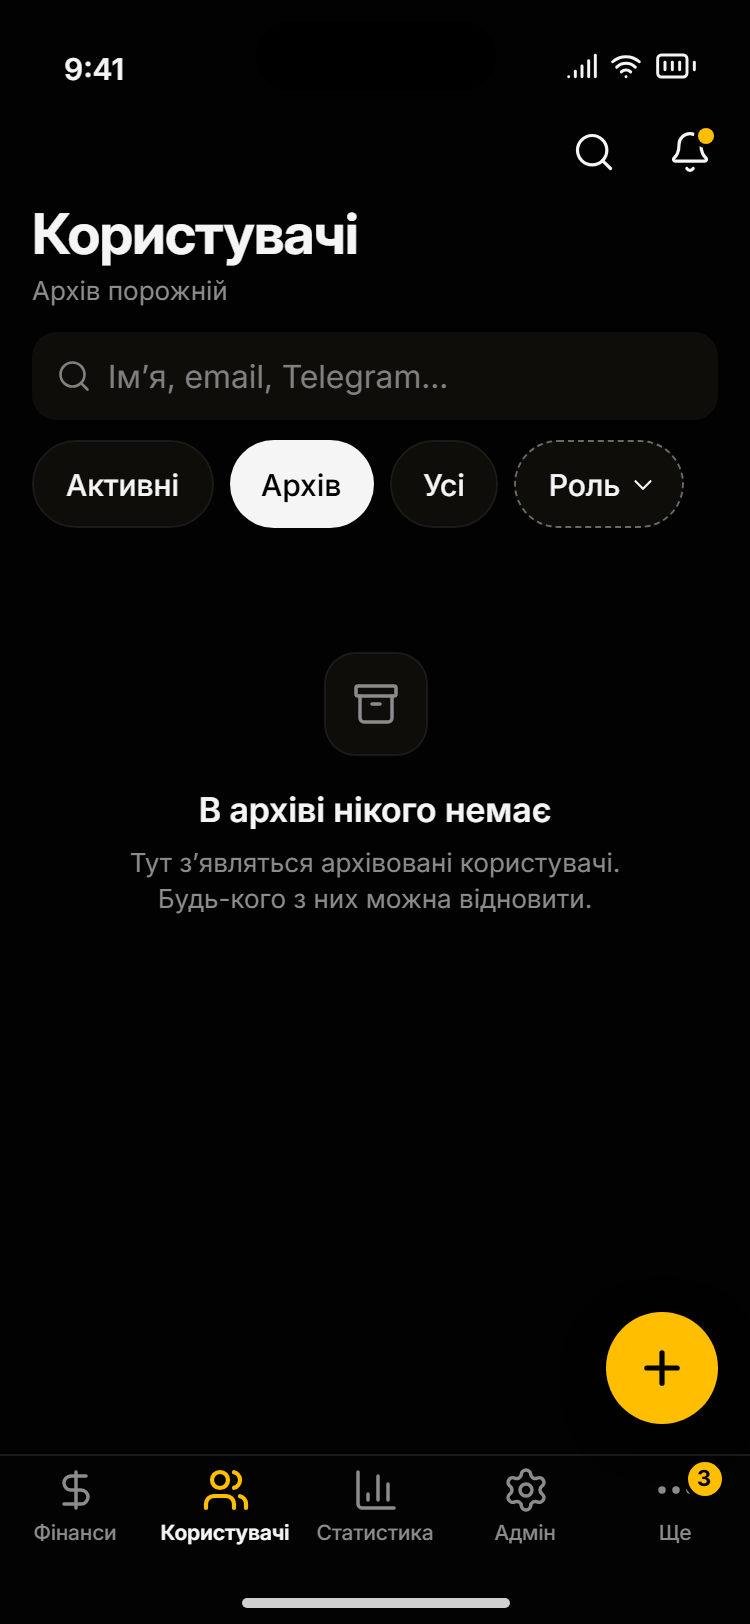 9:41
Користувачі
Архів порожній
Ім’я, email, Telegram...
Активні
Архів
Усі
Роль
В архіві нікого немає
Тут з’являться архівовані користувачі.
Будь-кого з них можна відновити.
3
Фінанси
Користувачі
Статистика
Адмін
Ще